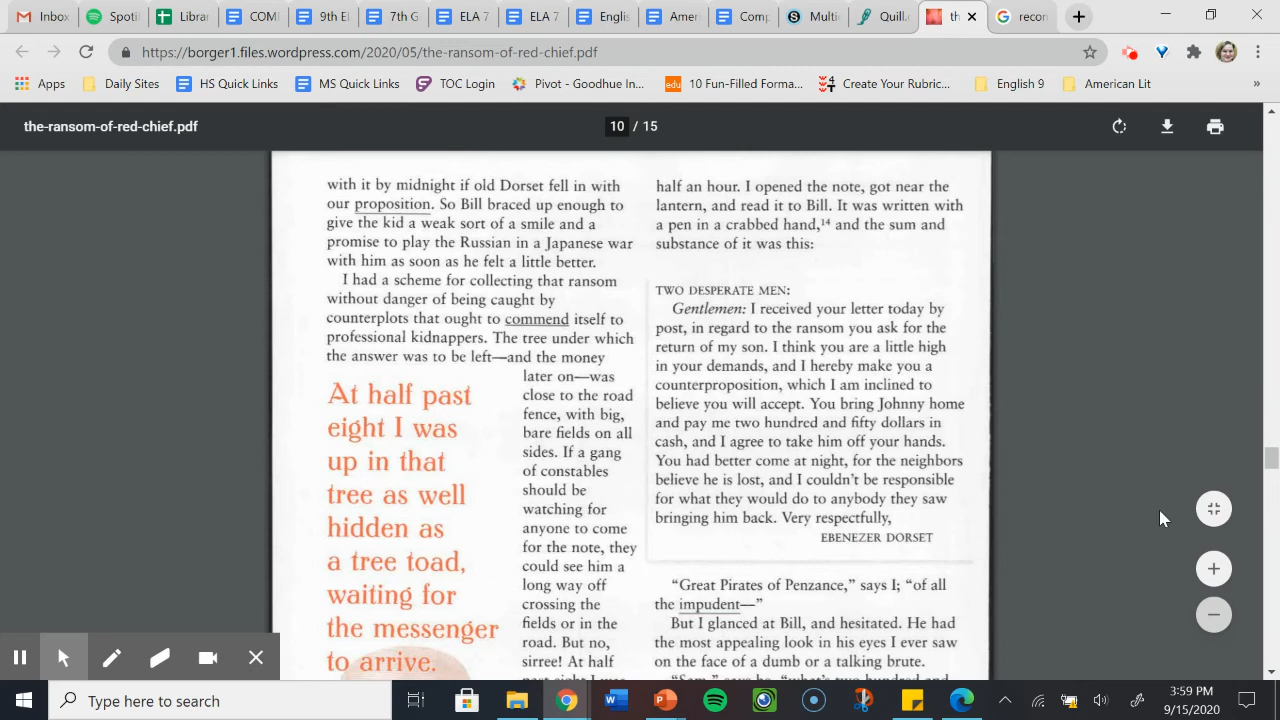 Inbox
Spotif
Librar
COMI
9th El
7th G
ELA 7
ELA 7
Englis
Amer
Comp
Multi
Quill.
th
recon
https://borger1.files.wordpress.com/2020/05/the-ransom-of-red-chief.pdf
Apps
Daily Sites
HS Quick Links
MS Quick Links
TOC Login
Pivot - Goodhue In...
edu
10 Fun-Filled Forma...
Create Your Rubric...
English 9
American Lit
»
the-ransom-of-red-chief.pdf
10 / 15
with it by midnight if old Dorset fell in with
our proposition. So Bill braced up enough to
give the kid a weak sort of a smile and a
promise to play the Russian in a Japanese war
with him as soon as he felt a little better.
I had a scheme for collecting that ransom
without danger of being caught by
counterplots that ought to commend itself to
professional kidnappers. The tree under which
the answer was to be left—and the money
later on—was
close to the road
fence, with big,
bare fields on all
sides. If a gang
of constables
should be
watching for
anyone to come
for the note, they
could see him a
long way off
crossing the
fields or in the
road. But no,
sirree! At half
past eight I was
At half past
eight I was
up in that
tree as well
hidden as
a tree toad,
waiting for
the messenger
to arrive.
half an hour. I opened the note, got near the
lantern, and read it to Bill. It was written with
a pen in a crabbed hand,¹⁴ and the sum and
substance of it was this:
TWO DESPERATE MEN:
Gentlemen: I received your letter today by
post, in regard to the ransom you ask for the
return of my son. I think you are a little high
in your demands, and I hereby make you a
counterproposition, which I am inclined to
believe you will accept. You bring Johnny home
and pay me two hundred and fifty dollars in
cash, and I agree to take him off your hands.
You had better come at night, for the neighbors
believe he is lost, and I couldn't be responsible
for what they would do to anybody they saw
bringing him back. Very respectfully,
EBENEZER DORSET
"Great Pirates of Penzance," says I; "of all
the impudent—"
But I glanced at Bill, and hesitated. He had
the most appealing look in his eyes I ever saw
on the face of a dumb or a talking brute.
"Sam," says he, "what's two hundred and
Type here to search
3:59 PM
9/15/2020